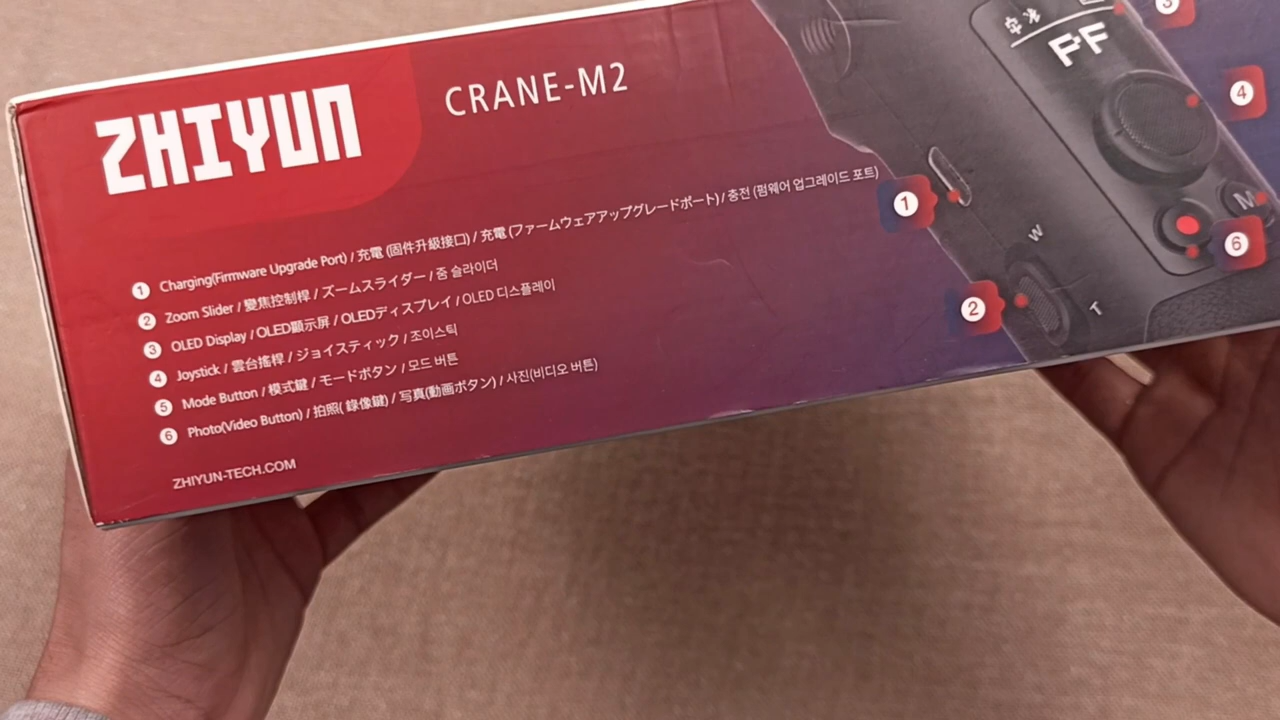 ZHIYUN
CRANE-M2
1 Charging(Firmware Upgrade Port) / 充電 (固件升級接口) / 充電 (ファームウェアアップグレードポート) / 충전 (펌웨어 업그레이드 포트)
2 Zoom Slider / 變焦控制桿 / ズームスライダー / 줌 슬라이더
3 OLED Display / OLED顯示屏 / OLEDディスプレイ / OLED 디스플레이
4 Joystick / 雲台搖桿 / ジョイスティック / 조이스틱
5 Mode Button / 模式鍵 / モードボタン / 모드 버튼
6 Photo(Video Button) / 拍照( 錄像鍵) / 写真(動画ボタン) / 사진(비디오 버튼)
ZHIYUN-TECH.COM
PF
3
4
1
M
6
W
2
T